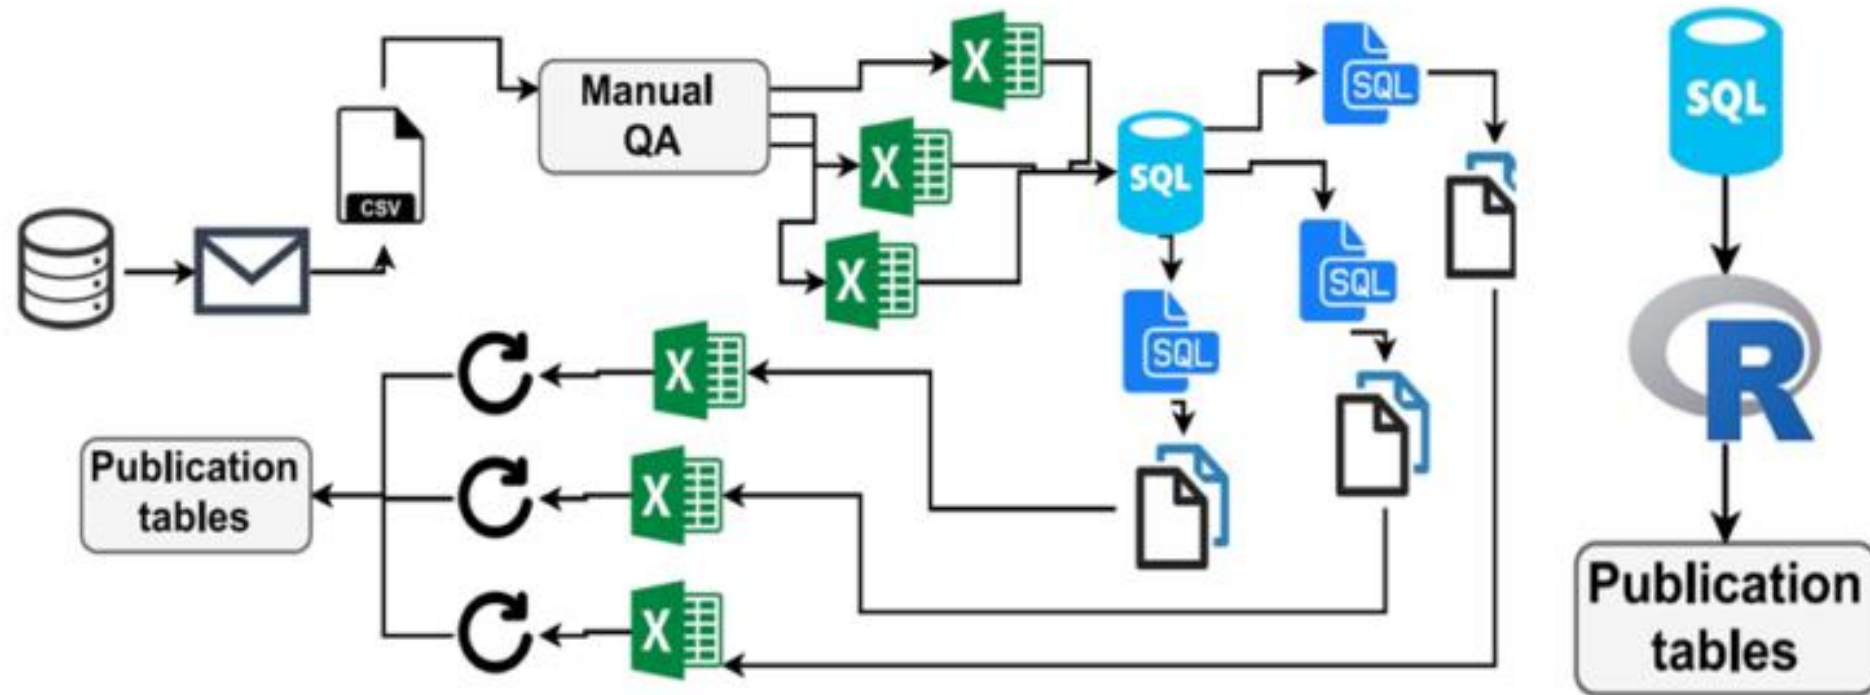 CSV
Manual
QA
X
X
X
SQL
SQL
SQL
SQL
X
X
X
Publication
tables
SQL
R
Publication
tables